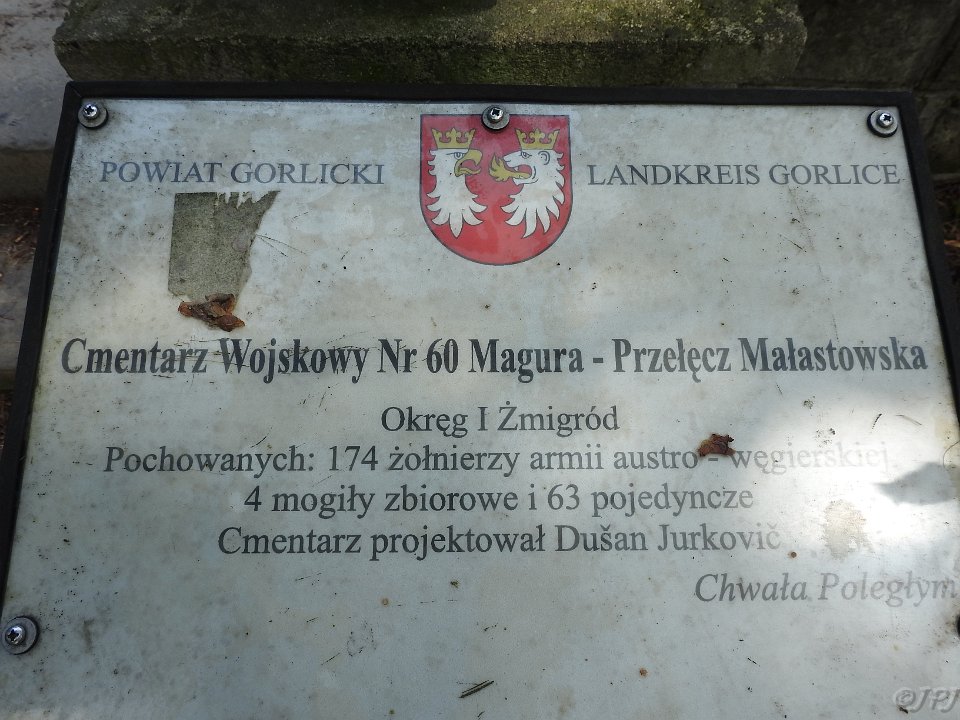 POWIAT GORLICKI LANDKREIS GORLICE
Cmentarz Wojskowy Nr 60 Magura - Przełęcz Małastowska
Okręg I Żmigród
Pochowanych: 174 żołnierzy armii austro - węgierskiej
4 mogiły zbiorowe i 63 pojedyncze
Cmentarz projektował Dušan Jurkovič
Chwała Poległym
©JPJ